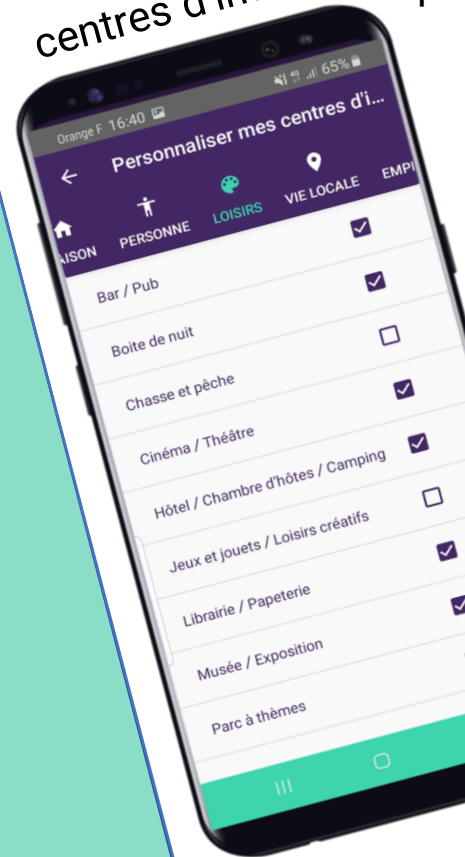 centres d'in
Orange F 16:40 4G 65%
Personnaliser mes centres d'i...
AISON PERSONNE LOISIRS VIE LOCALE EMPI
Bar / Pub
Boite de nuit
Chasse et pêche
Cinéma / Théâtre
Hôtel / Chambre d'hôtes / Camping
Jeux et jouets / Loisirs créatifs
Librairie / Papeterie
Musée / Exposition
Parc à thèmes